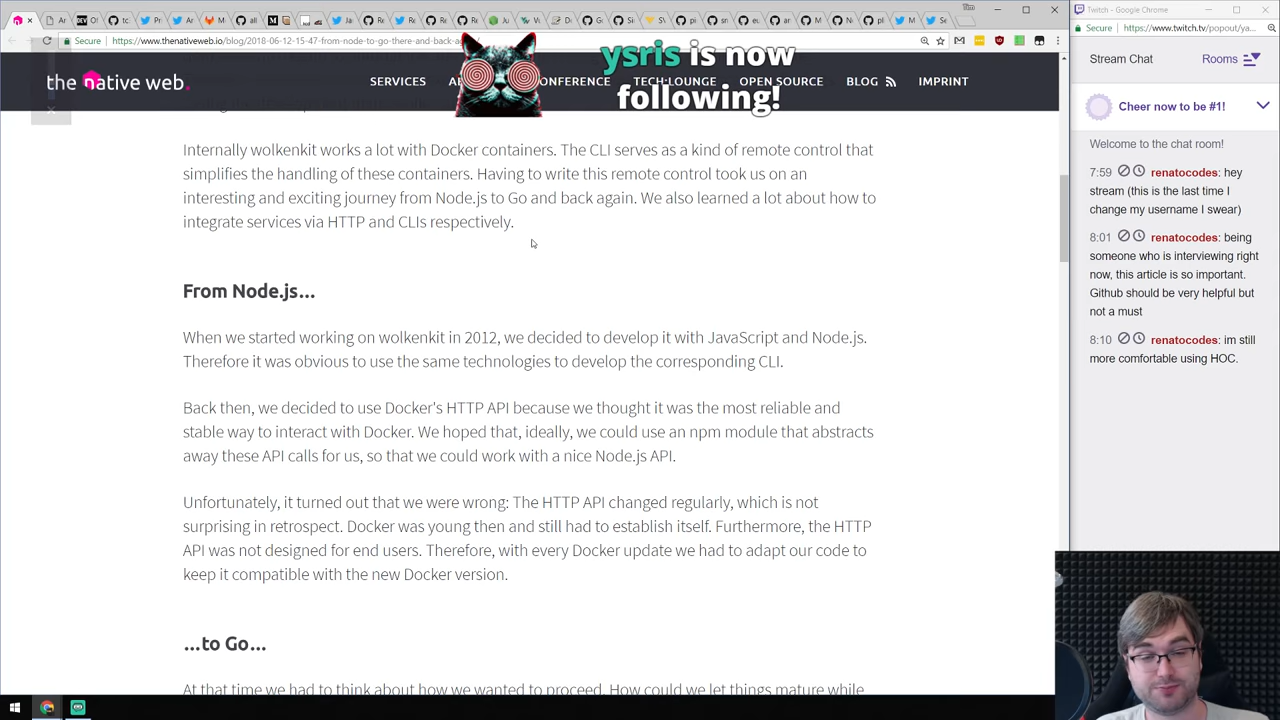 Secure
https://www.thenativeweb.io/blog/2018-06-12-15-47-from-node-to-go-there-and-back-ag
the native web.
SERVICES
CONFERENCE
TECH:LOUNGE
OPEN SOURCE
BLOG
IMPRINT
ysris is now
following!
Internally wolkenkit works a lot with Docker containers. The CLI serves as a kind of remote control that
simplifies the handling of these containers. Having to write this remote control took us on an
interesting and exciting journey from Node.js to Go and back again. We also learned a lot about how to
integrate services via HTTP and CLIs respectively.
From Node.js...
When we started working on wolkenkit in 2012, we decided to develop it with JavaScript and Node.js.
Therefore it was obvious to use the same technologies to develop the corresponding CLI.
Back then, we decided to use Docker's HTTP API because we thought it was the most reliable and
stable way to interact with Docker. We hoped that, ideally, we could use an npm module that abstracts
away these API calls for us, so that we could work with a nice Node.js API.
Unfortunately, it turned out that we were wrong: The HTTP API changed regularly, which is not
surprising in retrospect. Docker was young then and still had to establish itself. Furthermore, the HTTP
API was not designed for end users. Therefore, with every Docker update we had to adapt our code to
keep it compatible with the new Docker version.
...to Go...
At that time we had to think about how we wanted to proceed. How could we let things mature while
Twitch - Google Chrome
Secure
https://www.twitch.tv/popout/ya...
Stream Chat
Rooms
Cheer now to be #1!
Welcome to the chat room!
7:59 renatocodes: hey
stream (this is the last time I
change my username I swear)
8:01 renatocodes: being
someone who is interviewing right
now, this article is so important.
Github should be very helpful but
not a must
8:10 renatocodes: im still
more comfortable using HOC.